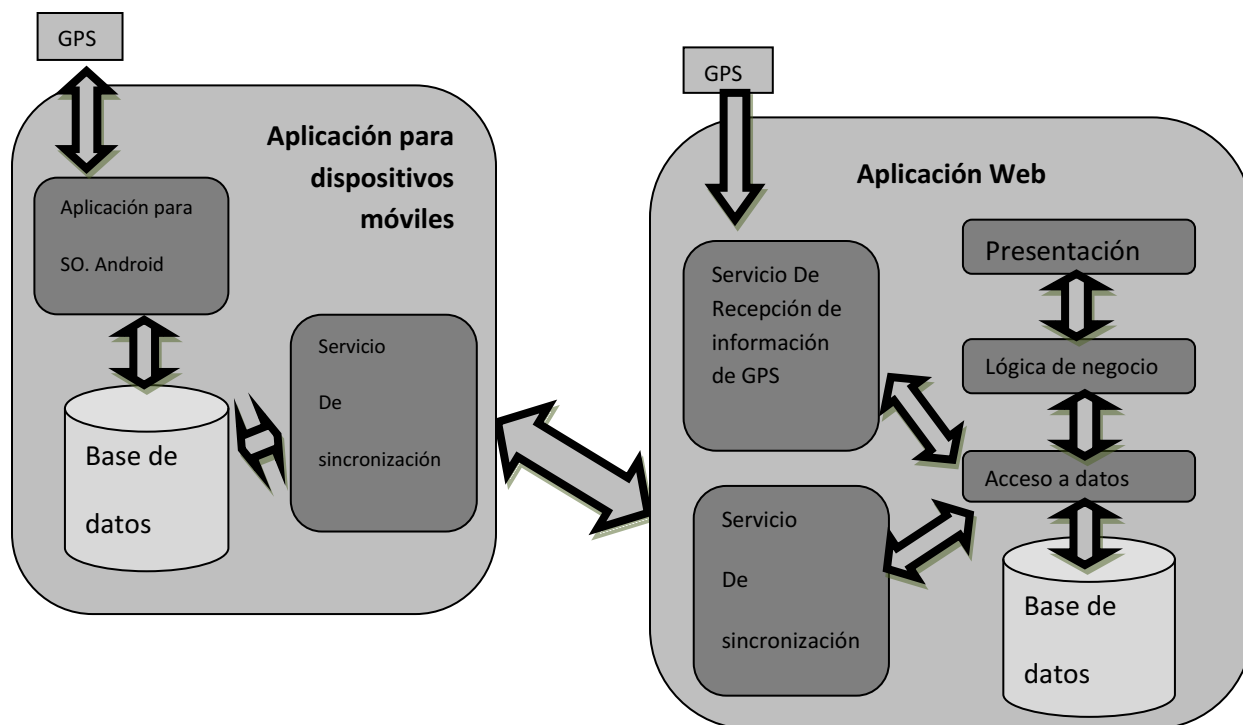 GPS
Aplicación para
dispositivos
móviles
Aplicación para
SO. Android
Servicio
De
sincronización
Base de
datos
GPS
Aplicación Web
Servicio De
Recepción de
información
de GPS
Presentación
Lógica de negocio
Acceso a datos
Servicio
De
sincronización
Base de
datos